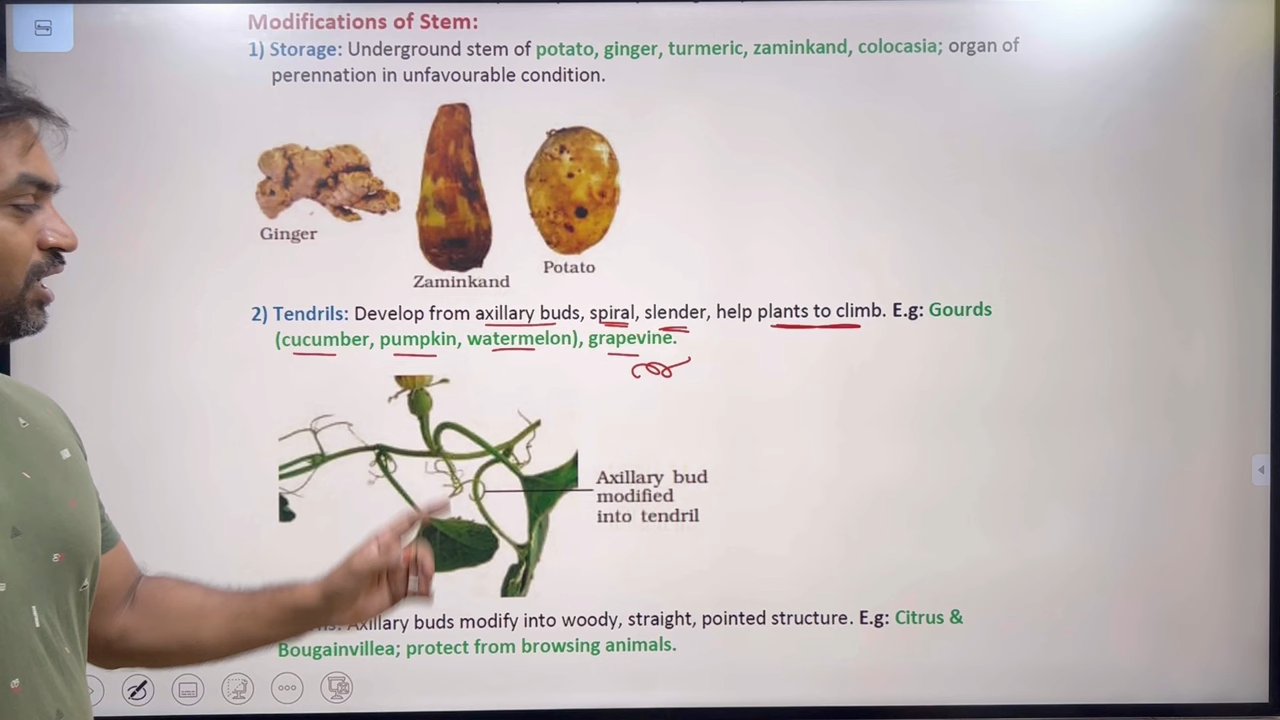 Modifications of Stem:
1) Storage: Underground stem of potato, ginger, turmeric, zaminkand, colocasia; organ of
perennation in unfavourable condition.
Ginger
Zaminkand
Potato
2) Tendrils: Develop from axillary buds, spiral, slender, help plants to climb. E.g: Gourds
(cucumber, pumpkin, watermelon), grapevine.
Axillary bud
modified
into tendril
Axillary buds modify into woody, straight, pointed structure. E.g: Citrus &
Bougainvillea; protect from browsing animals.